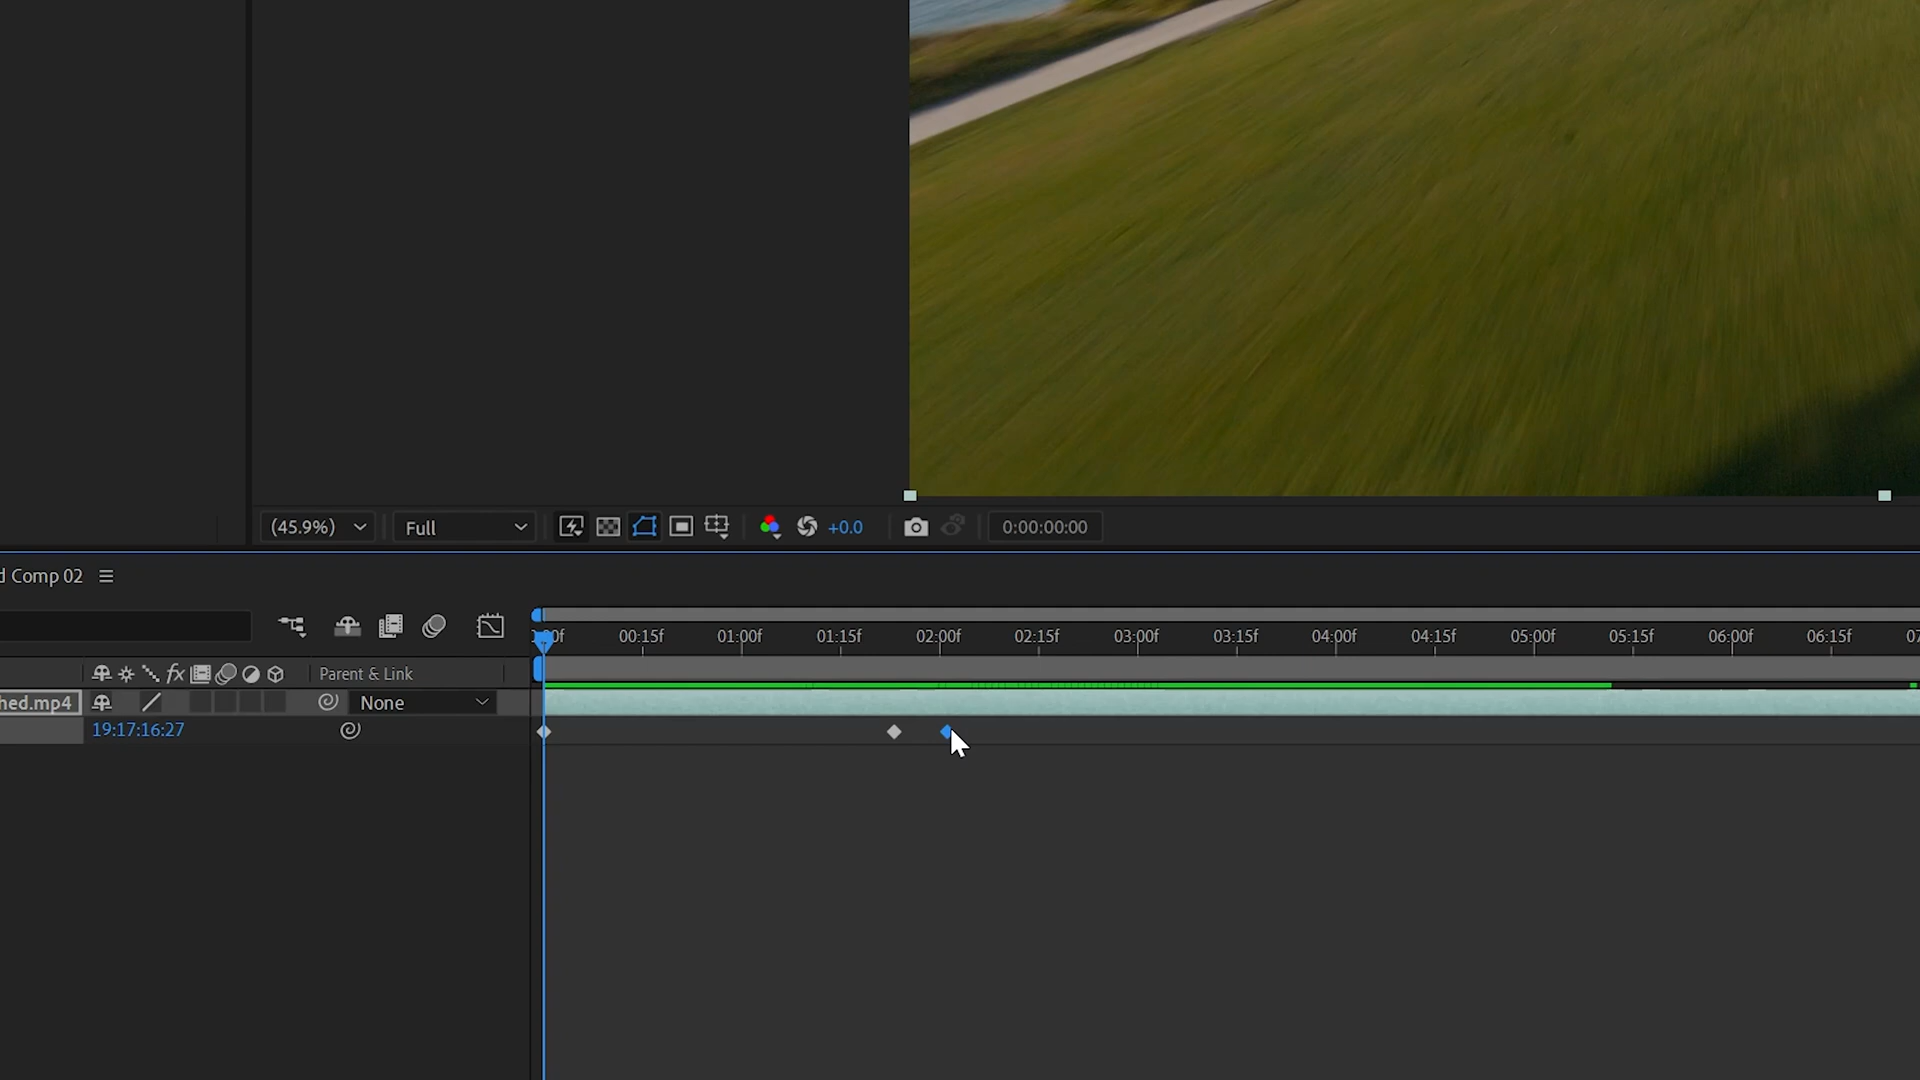 (45.9%) Full +0.0 0:00:00:00
d Comp 02
00:15f 01:00f 01:15f 02:00f 02:15f 03:00f 03:15f 04:00f 04:15f 05:00f 05:15f 06:00f 06:15f 07
fx Parent & Link
hed.mp4 None
19:17:16:27